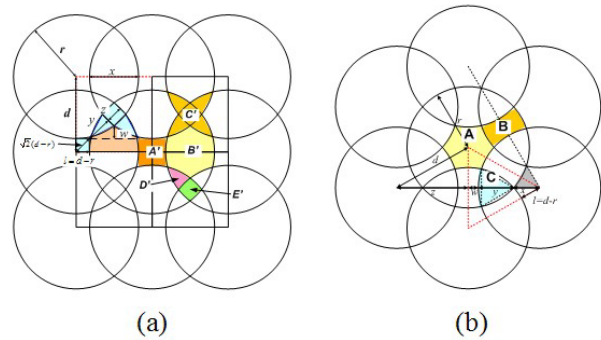 r
x
d
z
y
w
C'
√2(d−r)
l = d−r
A'
B'
D'
E'
r
B
A
d
C
z
w
y
x
l=d-r
(a)
(b)